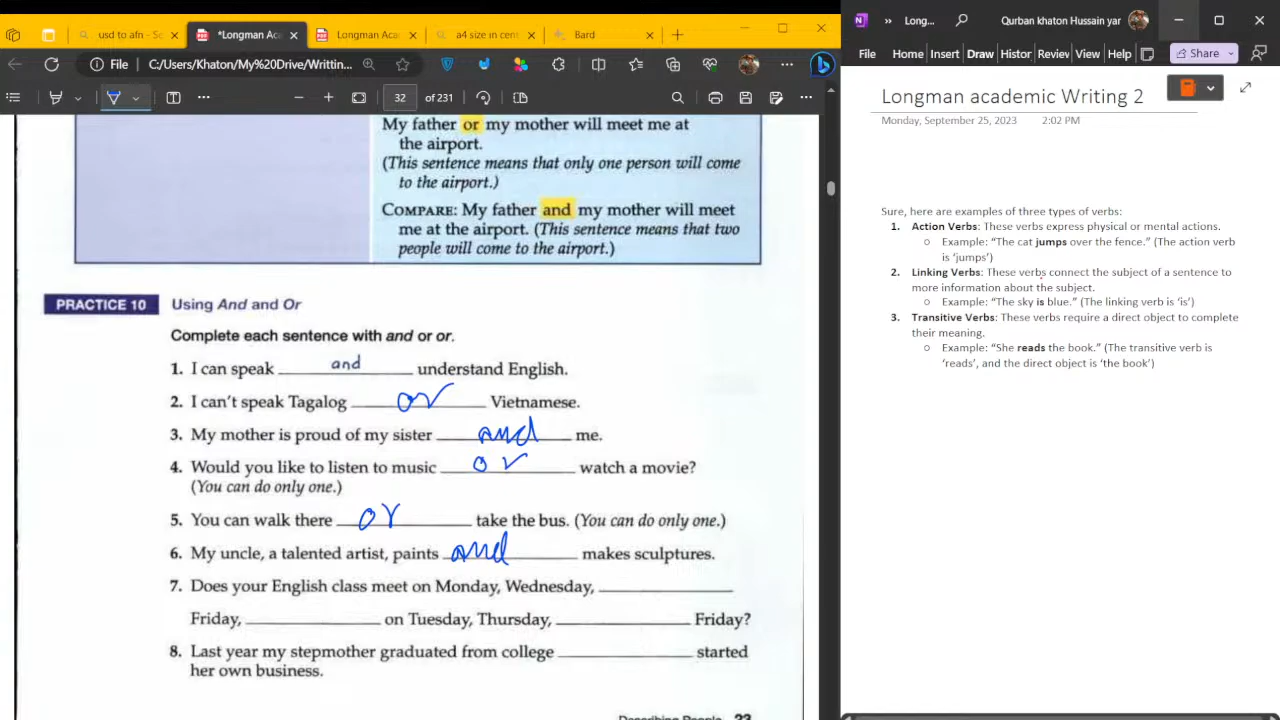 usd to afn - Sc
*Longman Aca
Longman Aca
a4 size in cent
Bard
File
C:/Users/Khaton/My%20Drive/Writtin...
32
of 231
My father or my mother will meet me at
the airport.
(This sentence means that only one person will come
to the airport.)
COMPARE: My father and my mother will meet
me at the airport. (This sentence means that two
people will come to the airport.)
PRACTICE 10 Using And and Or
Complete each sentence with and or or.
1. I can speak and understand English.
2. I can't speak Tagalog or Vietnamese.
3. My mother is proud of my sister and me.
4. Would you like to listen to music or watch a movie?
(You can do only one.)
5. You can walk there or take the bus. (You can do only one.)
6. My uncle, a talented artist, paints and makes sculptures.
7. Does your English class meet on Monday, Wednesday, ____
Friday, ____ on Tuesday, Thursday, ____ Friday?
8. Last year my stepmother graduated from college ____ started
her own business.
Describing People 23
Long...
Qurban khaton Hussain yar
File Home Insert Draw Histor Review View Help Share
Longman academic Writing 2
Monday, September 25, 2023 2:02 PM
Sure, here are examples of three types of verbs:
1. Action Verbs: These verbs express physical or mental actions.
o Example: "The cat jumps over the fence." (The action verb
is 'jumps')
2. Linking Verbs: These verbs connect the subject of a sentence to
more information about the subject.
o Example: "The sky is blue." (The linking verb is 'is')
3. Transitive Verbs: These verbs require a direct object to complete
their meaning.
o Example: "She reads the book." (The transitive verb is
'reads', and the direct object is 'the book')